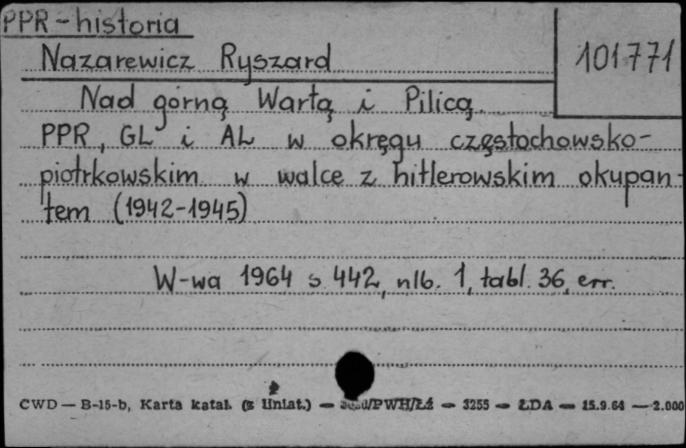 PPR - historia
101771
Nazarewicz Ryszard
Nad górną Wartą i Pilicą.
PPR, GL i AL w okręgu częstochowsko-
piotrkowskim w walce z hitlerowskim okupan-
tem (1942-1945)
W-wa 1964 s. 442, nlb. 1, tabl. 36, err.
CWD — B-15-b, Karta katal. (z liniat.) — /PWH/Łź — 3255 — ŁDA — 15.9.64 — 2.000